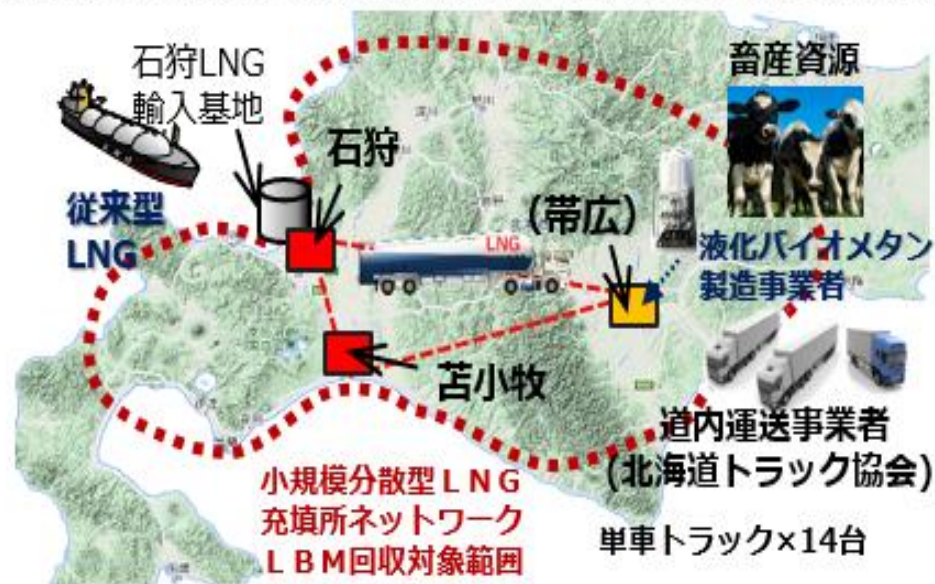 石狩LNG
輸入基地
石狩
従来型
LNG
LNG
畜産資源
(帯広)
液化バイオメタン
製造事業者
苫小牧
道内運送事業者
(北海道トラック協会)
小規模分散型LNG
充填所ネットワーク
LBM回収対象範囲
単車トラック×14台